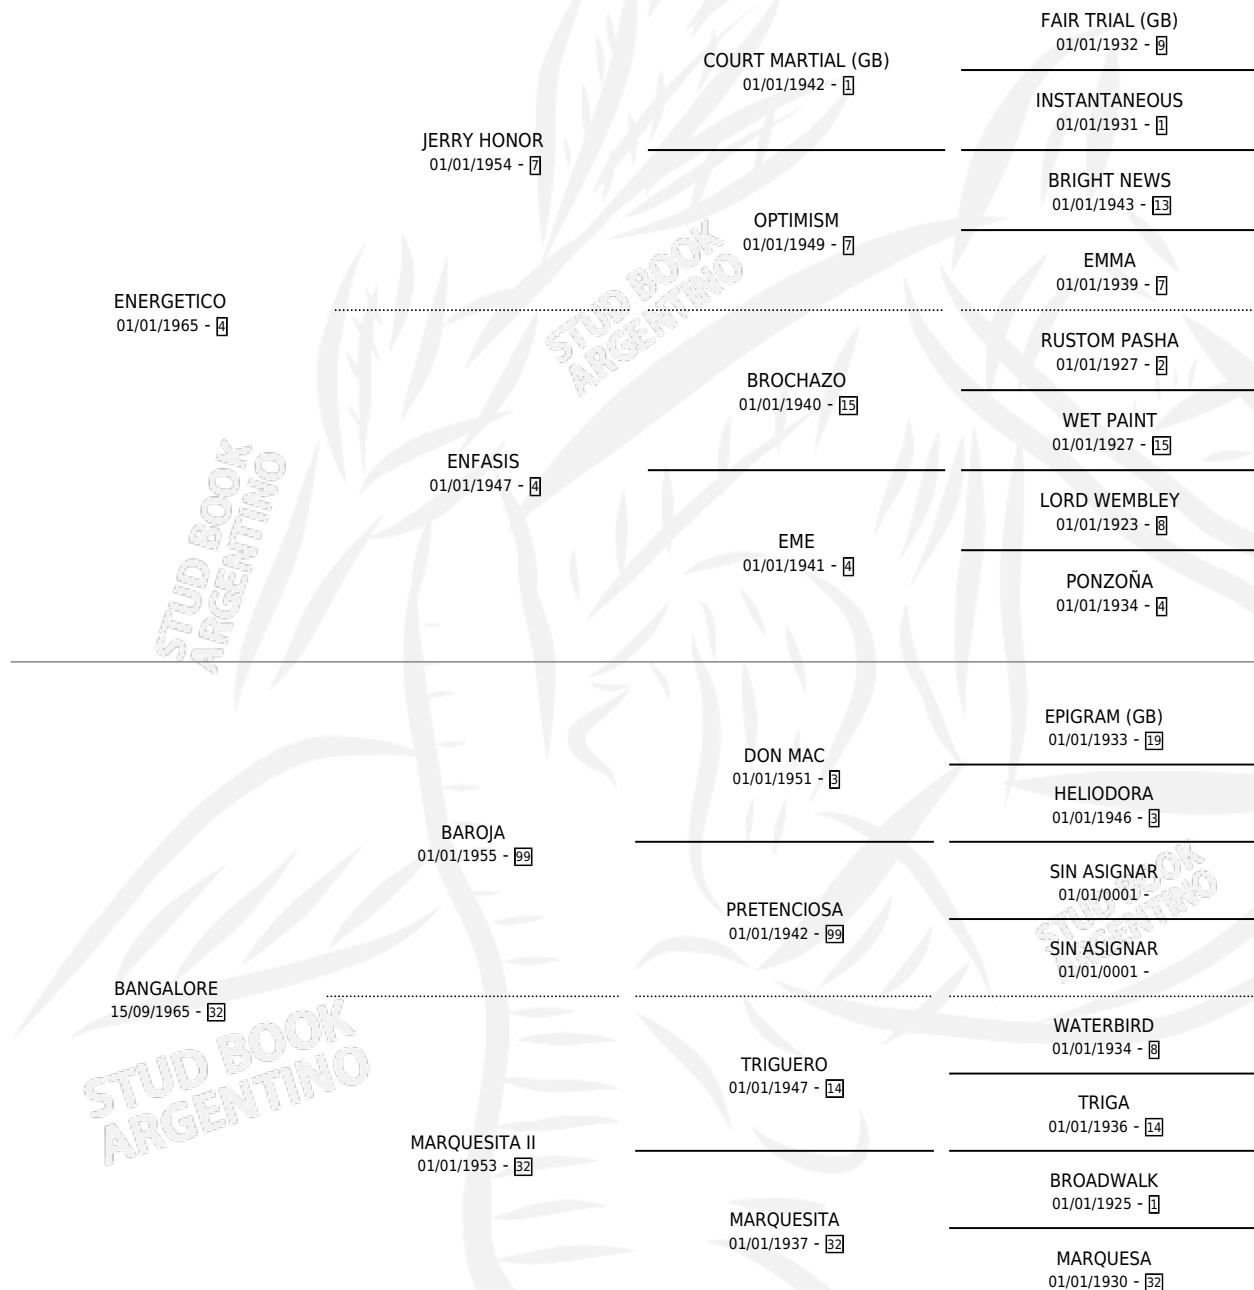 FAIR TRIAL (GB)
01/01/1932 - 9
COURT MARTIAL (GB)
01/01/1942 - 1
INSTANTANEOUS
01/01/1931 - 1
JERRY HONOR
01/01/1954 - 7
BRIGHT NEWS
01/01/1943 - 13
OPTIMISM
01/01/1949 - 7
EMMA
01/01/1939 - 7
ENERGETICO
01/01/1965 - 4
RUSTOM PASHA
01/01/1927 - 2
BROCHAZO
01/01/1940 - 15
WET PAINT
01/01/1927 - 15
ENFASIS
01/01/1947 - 4
LORD WEMBLEY
01/01/1923 - 8
EME
01/01/1941 - 4
PONZOÑA
01/01/1934 - 4
EPIGRAM (GB)
01/01/1933 - 19
DON MAC
01/01/1951 - 3
HELIODORA
01/01/1946 - 3
BAROJA
01/01/1955 - 99
SIN ASIGNAR
01/01/0001 -
PRETENCIOSA
01/01/1942 - 99
SIN ASIGNAR
01/01/0001 -
BANGALORE
15/09/1965 - 32
WATERBIRD
01/01/1934 - 8
TRIGUERO
01/01/1947 - 14
TRIGA
01/01/1936 - 14
MARQUESITA II
01/01/1953 - 32
BROADWALK
01/01/1925 - 1
MARQUESITA
01/01/1937 - 32
MARQUESA
01/01/1930 - 32
STUD BOOK
ARGENTINO
STUD BOOK
ARGENTINO
STUD BOOK
ARGENTINO
STUD BOOK
ARGENTINO